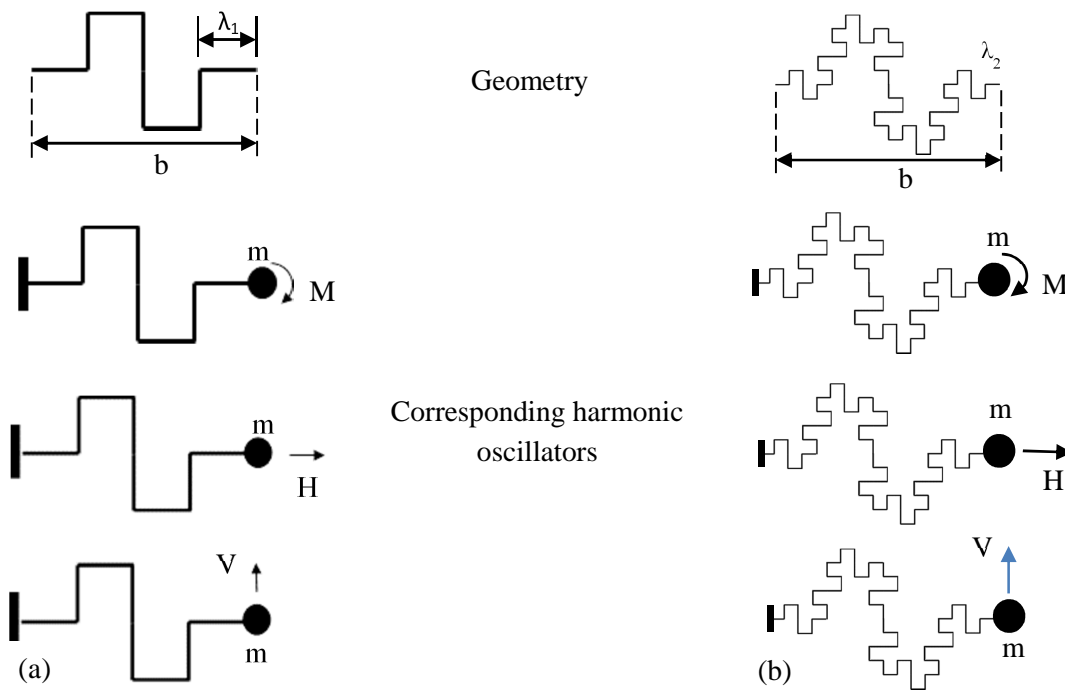 λ1
Geometry
λ2
b
b
m
M
m
M
Corresponding harmonic
oscillators
m
H
m
H
V
m
V
m
(a)
(b)